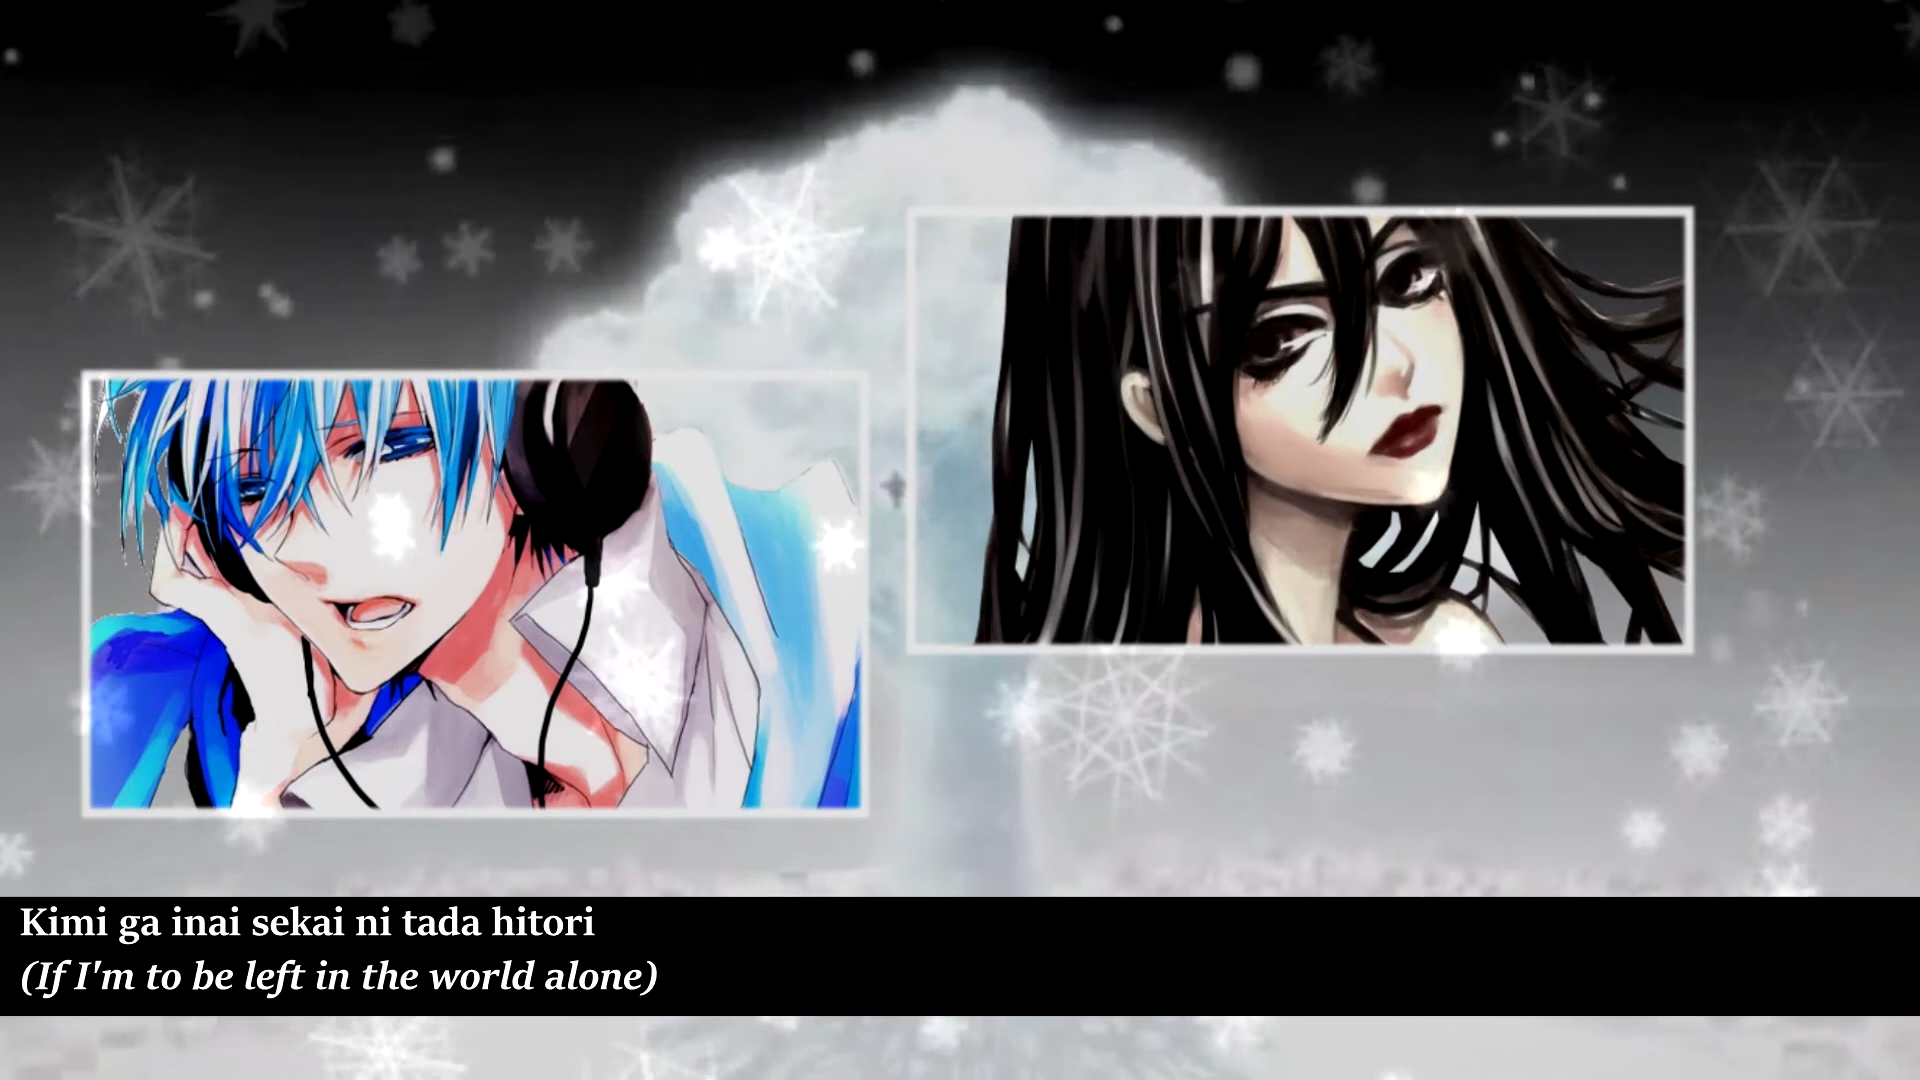 Kimi ga inai sekai ni tada hitori
(If I'm to be left in the world alone)